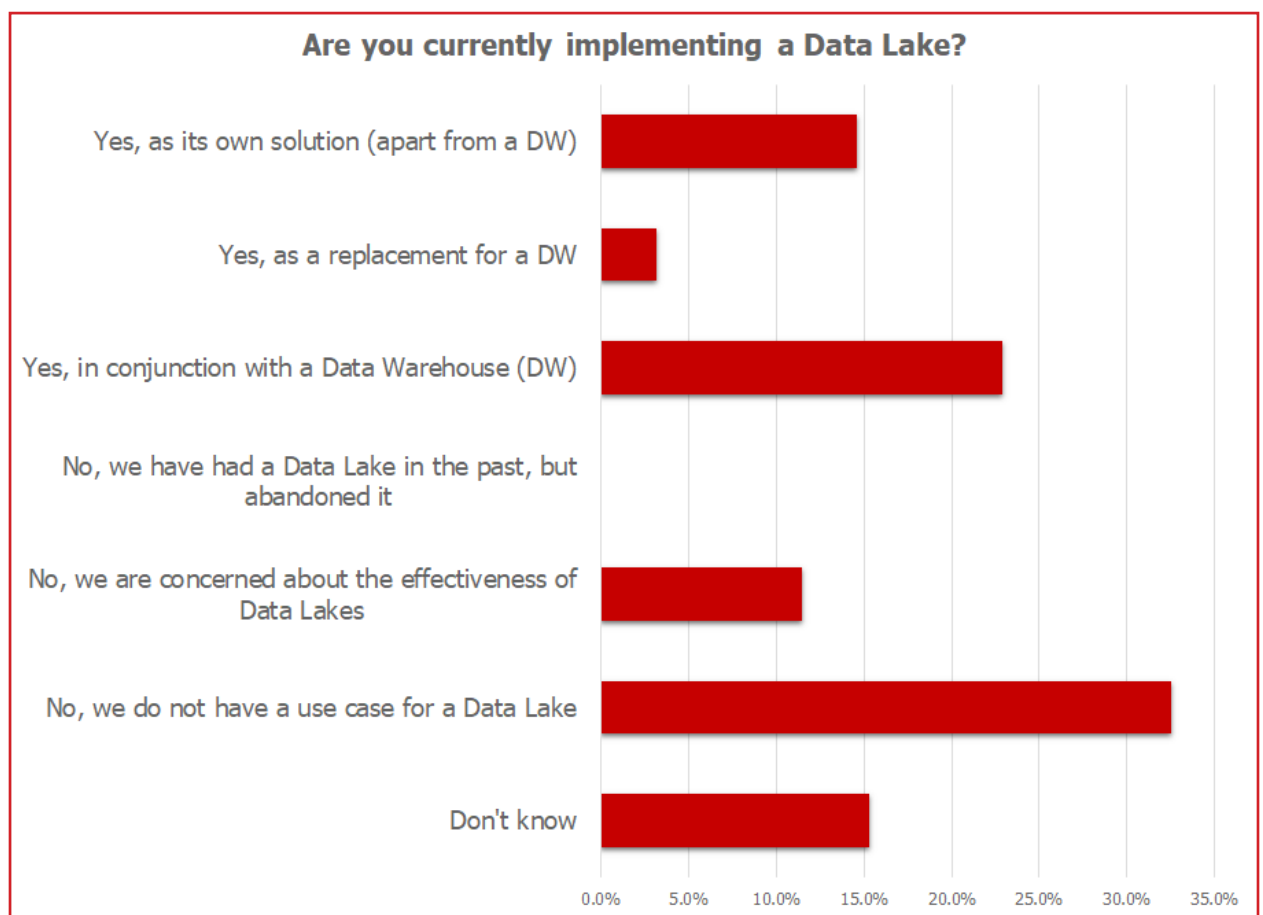 Are you currently implementing a Data Lake?
Yes, as its own solution (apart from a DW)
Yes, as a replacement for a DW
Yes, in conjunction with a Data Warehouse (DW)
No, we have had a Data Lake in the past, but
abandoned it
No, we are concerned about the effectiveness of
Data Lakes
No, we do not have a use case for a Data Lake
Don't know
0.0% 5.0% 10.0% 15.0% 20.0% 25.0% 30.0% 35.0%